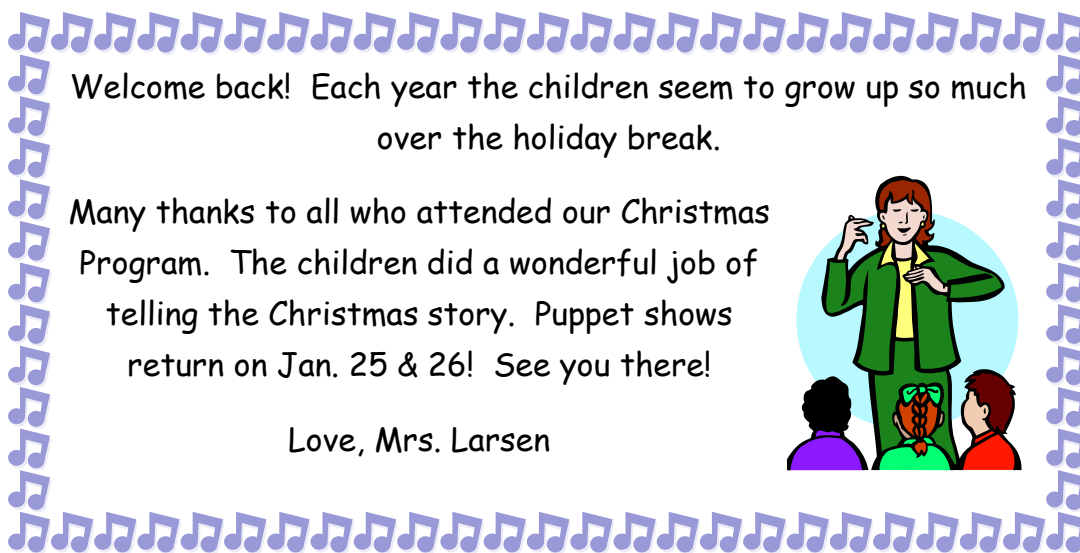 Welcome back!  Each year the children seem to grow up so much
over the holiday break.
Many thanks to all who attended our Christmas
Program.  The children did a wonderful job of
telling the Christmas story.  Puppet shows
return on Jan. 25 & 26!  See you there!
Love, Mrs. Larsen